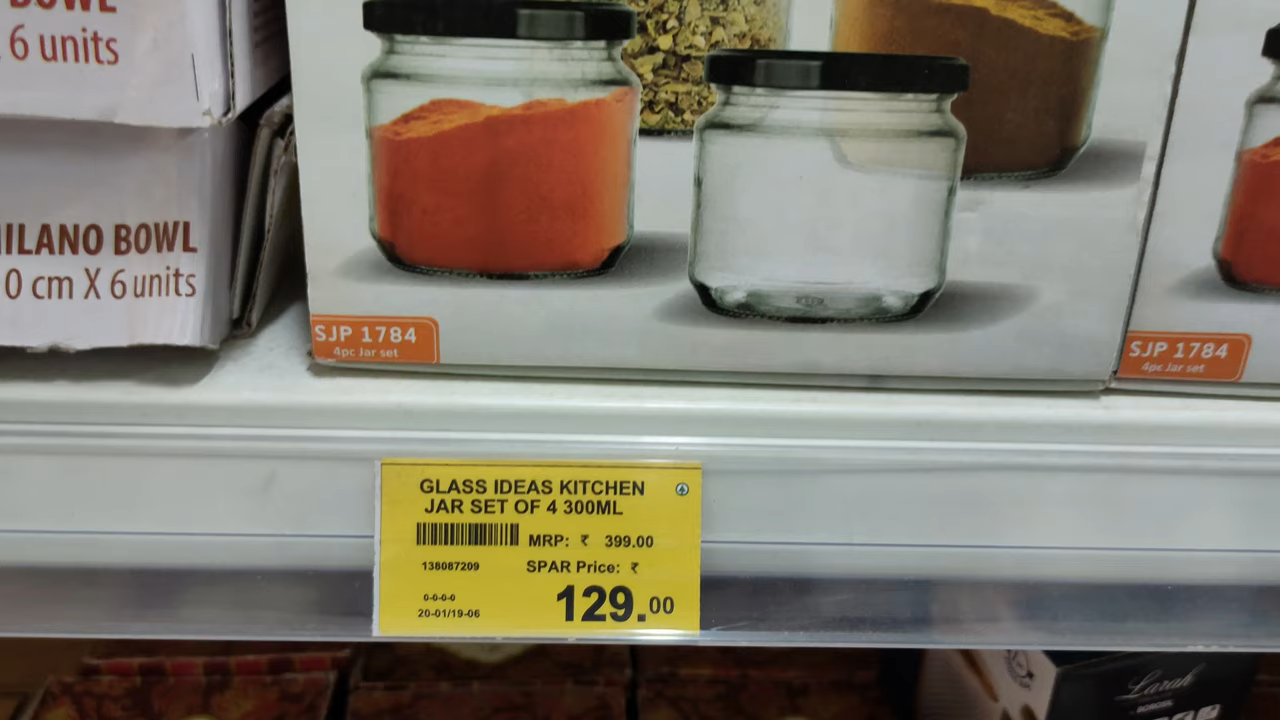 BOWL
6 units
MILANO BOWL
0 cm X 6 units
SJP 1784
4pc Jar set
SJP 1784
4pc Jar set
GLASS IDEAS KITCHEN
JAR SET OF 4 300ML
MRP: ₹ 399.00
138087209
SPAR Price: ₹
129.00
0-0-0-0
20-01/19-06
Larah
BOROSIL